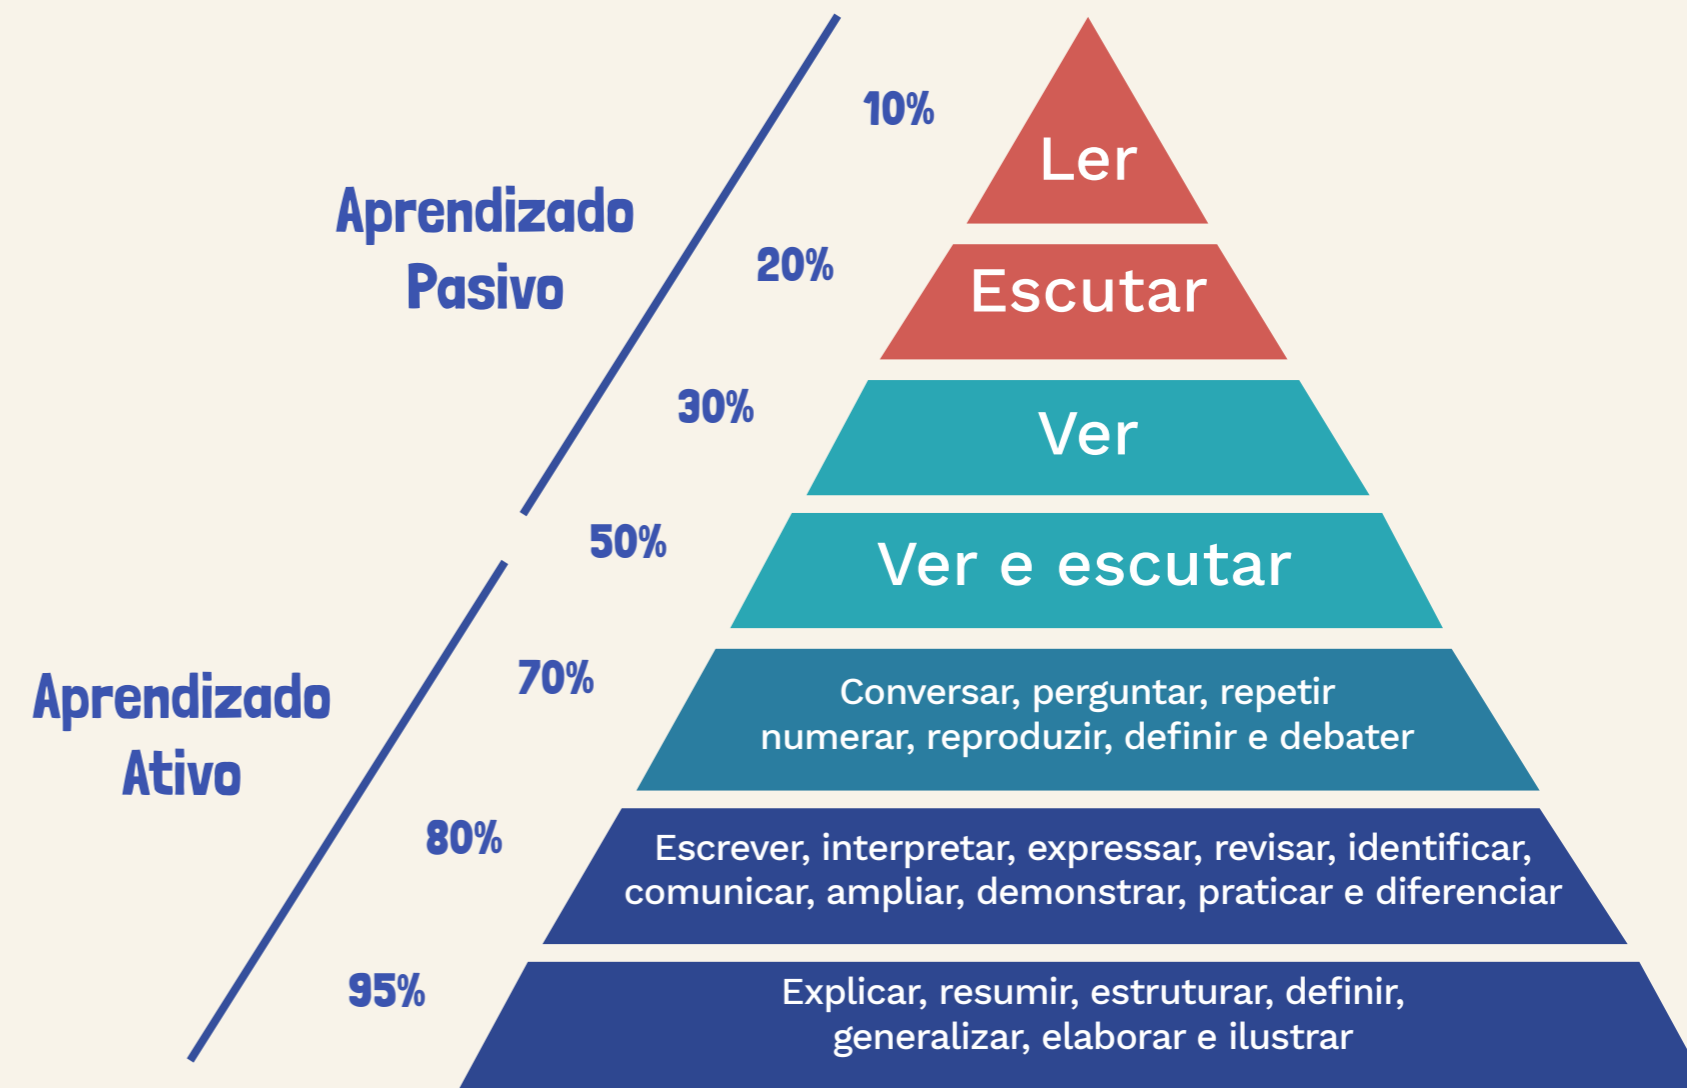 10%
Ler
Aprendizado
Pasivo
20%
Escutar
30%
Ver
50%
Ver e escutar
Aprendizado
Ativo
70%
Conversar, perguntar, repetir
numerar, reproduzir, definir e debater
80%
Escrever, interpretar, expressar, revisar, identificar,
comunicar, ampliar, demonstrar, praticar e diferenciar
95%
Explicar, resumir, estruturar, definir,
generalizar, elaborar e ilustrar